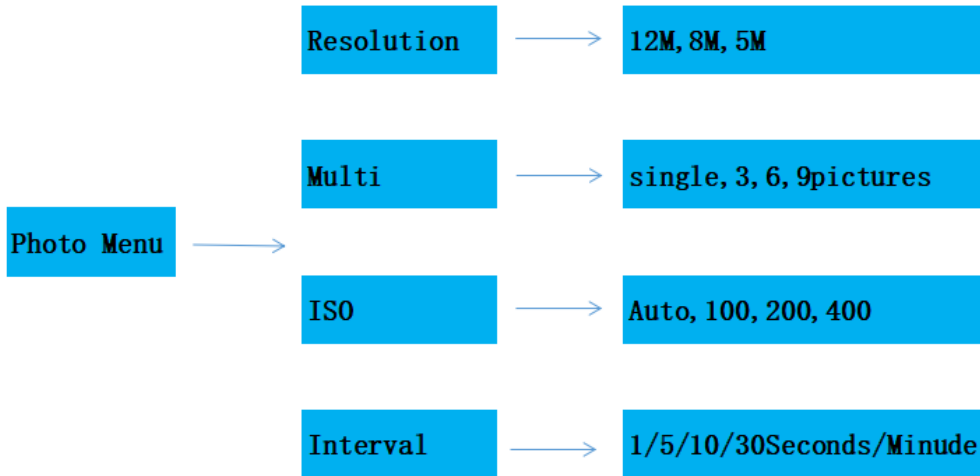 Resolution
12M,8M,5M
Multi
single,3,6,9pictures
Photo Menu
ISO
Auto,100,200,400
Interval
1/5/10/30Seconds/Minude